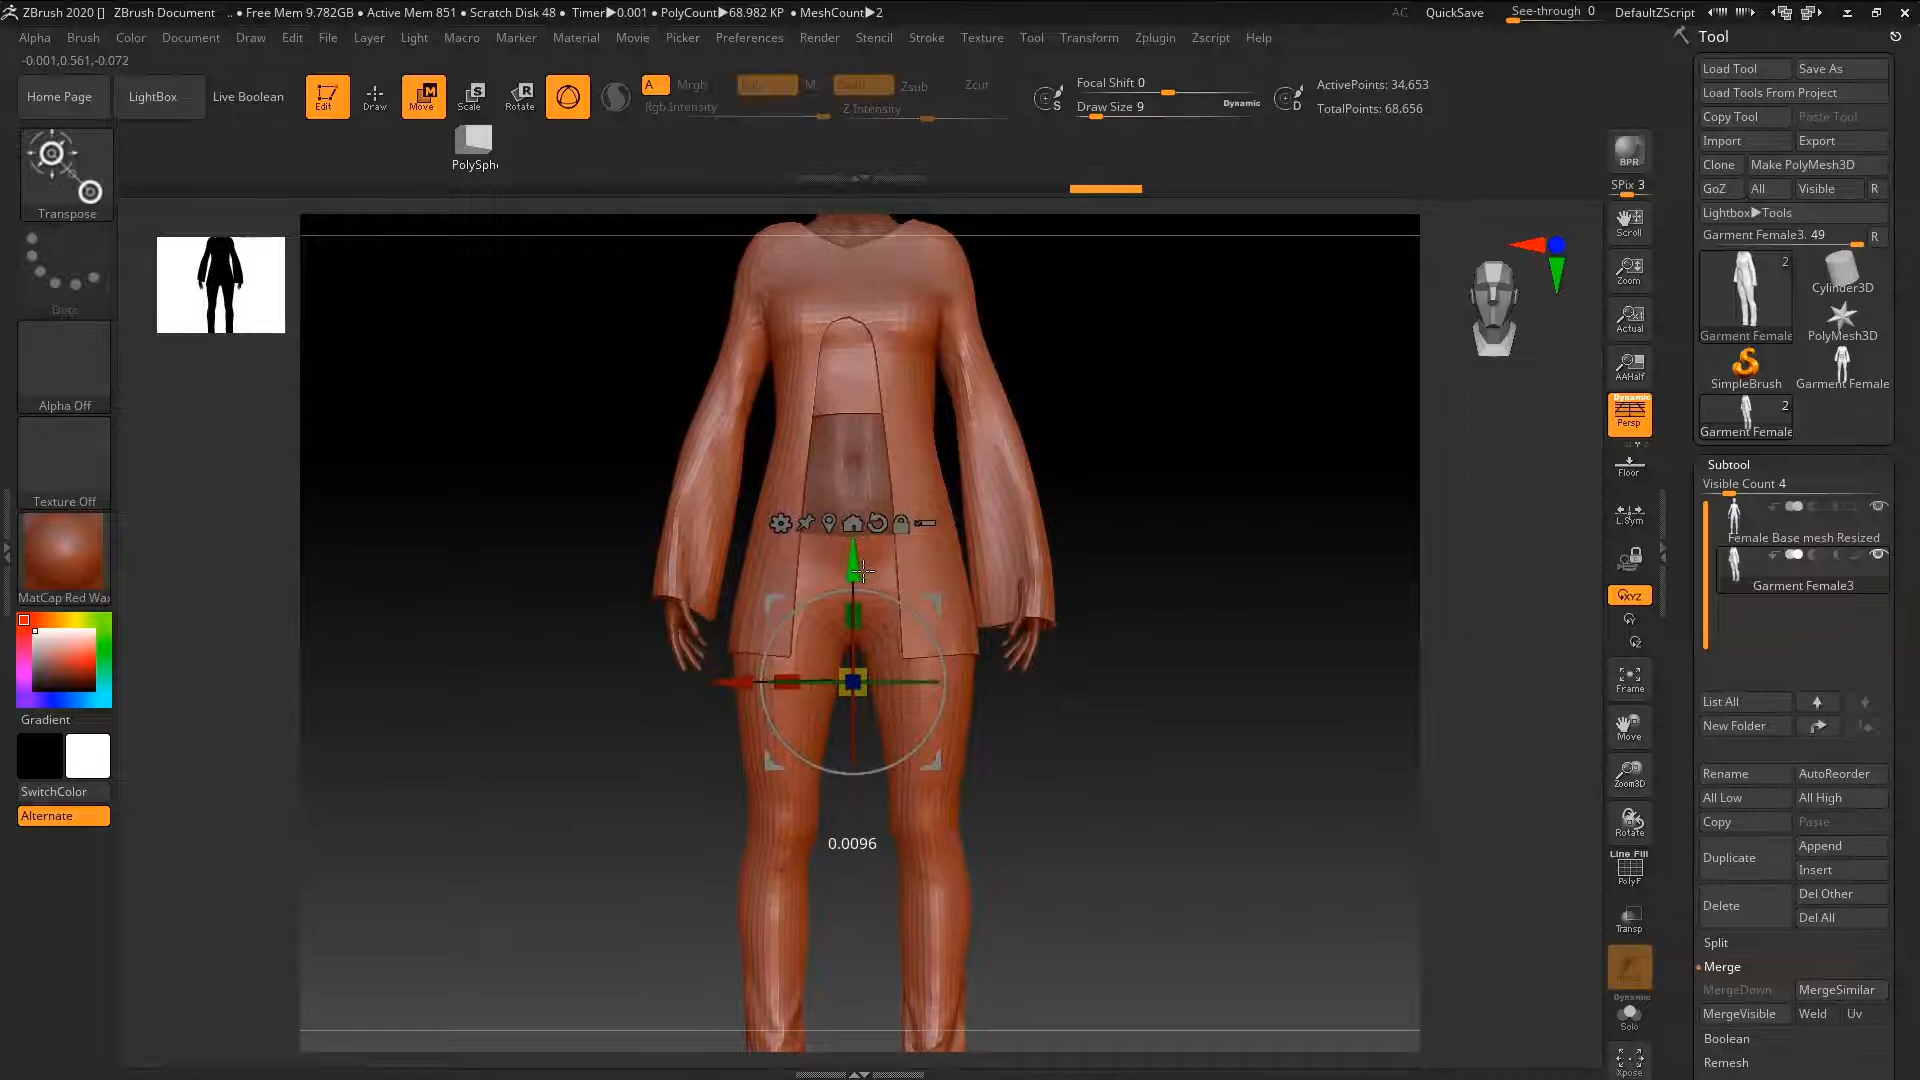 ZBrush 2020 [] ZBrush Document .. • Free Mem 9.782GB • Active Mem 851 • Scratch Disk 48 • Timer▶0.001 • PolyCount▶68.982 KP • MeshCount▶2 AC QuickSave See-through 0 DefaultZScript
Alpha Brush Color Document Draw Edit File Layer Light Macro Marker Material Movie Picker Preferences Render Stencil Stroke Texture Tool Transform Zplugin Zscript Help
-0.001,0.561,-0.072
Home Page LightBox Live Boolean
Edit Draw Move Scale Rotate
A Mrgb M Zsub Zcut
Rgb Intensity Z Intensity
Focal Shift 0
Draw Size 9 Dynamic
ActivePoints: 34,653
TotalPoints: 68,656
PolySph
Transpose
Dots
Alpha Off
Texture Off
MatCap Red Wa
Gradient
SwitchColor
Alternate
0.0096
BPR
SPix 3
Scroll
Zoom
Actual
AAHalf
Dynamic
Persp
Floor
L.Sym
XYZ
Frame
Move
Zoom3D
Rotate
Line Fill
PolyF
Transp
Dynamic
Solo
Xpose
Tool
Load Tool Save As
Load Tools From Project
Copy Tool Paste Tool
Import Export
Clone Make PolyMesh3D
GoZ All Visible R
Lightbox▶Tools
Garment Female3. 49 R
2
Garment Female Cylinder3D
PolyMesh3D
SimpleBrush Garment Female
2
Garment Female
Subtool
Visible Count 4
Female Base mesh Resized
Garment Female3
List All
New Folder
Rename AutoReorder
All Low All High
Copy Paste
Duplicate Append
Insert
Delete Del Other
Del All
Split
Merge
MergeDown MergeSimilar
MergeVisible Weld Uv
Boolean
Remesh